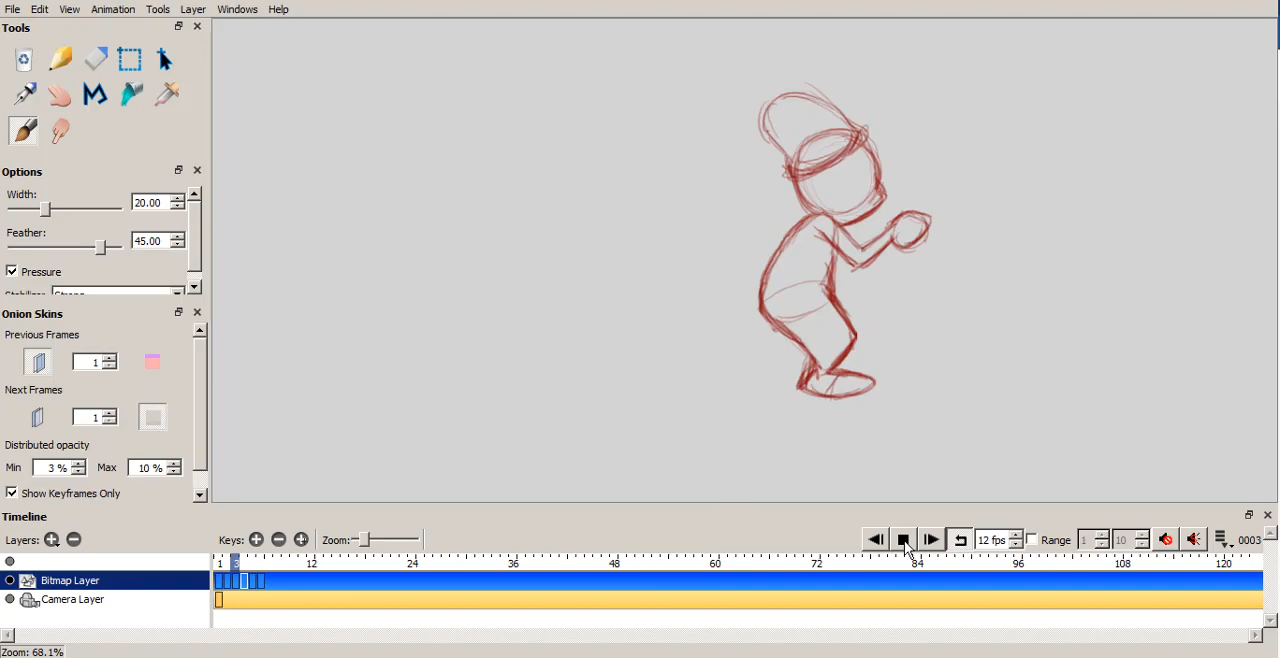 File Edit View Animation Tools Layer Windows Help
Tools
Options
Width:
20.00
Feather:
45.00
Pressure
Onion Skins
Previous Frames
1
Next Frames
1
Distributed opacity
Min 3 % Max 10 %
Show Keyframes Only
Timeline
Layers: Keys: Zoom: 12 fps Range 1 10 0003
1 3 12 24 36 48 60 72 84 96 108 120
Bitmap Layer
Camera Layer
Zoom: 68.1%